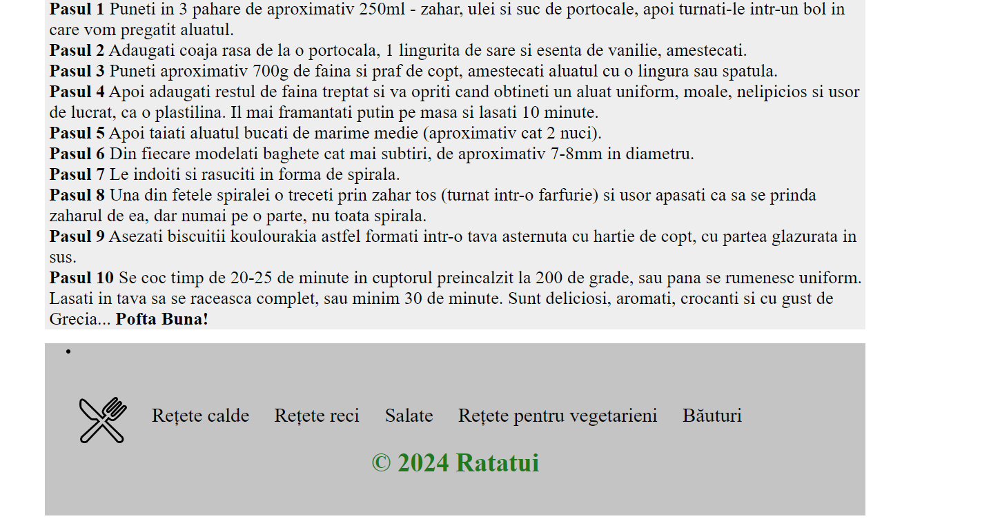 Pasul 1 Puneti in 3 pahare de aproximativ 250ml - zahar, ulei si suc de portocale, apoi turnati-le intr-un bol in
care vom pregatit aluatul.
Pasul 2 Adaugati coaja rasa de la o portocala, 1 lingurita de sare si esenta de vanilie, amestecati.
Pasul 3 Puneti aproximativ 700g de faina si praf de copt, amestecati aluatul cu o lingura sau spatula.
Pasul 4 Apoi adaugati restul de faina treptat si va opriti cand obtineti un aluat uniform, moale, nelipicios si usor
de lucrat, ca o plastilina. Il mai framantati putin pe masa si lasati 10 minute.
Pasul 5 Apoi taiati aluatul bucati de marime medie (aproximativ cat 2 nuci).
Pasul 6 Din fiecare modelati baghete cat mai subtiri, de aproximativ 7-8mm in diametru.
Pasul 7 Le indoiti si rasuciti in forma de spirala.
Pasul 8 Una din fetele spiralei o treceti prin zahar tos (turnat intr-o farfurie) si usor apasati ca sa se prinda
zaharul de ea, dar numai pe o parte, nu toata spirala.
Pasul 9 Asezati biscuitii koulourakia astfel formati intr-o tava asternuta cu hartie de copt, cu partea glazurata in
sus.
Pasul 10 Se coc timp de 20-25 de minute in cuptorul preincalzit la 200 de grade, sau pana se rumenesc uniform.
Lasati in tava sa se raceasca complet, sau minim 30 de minute. Sunt deliciosi, aromati, crocanti si cu gust de
Grecia... Pofta Buna!
Rețete calde Rețete reci Salate Rețete pentru vegetarieni Băuturi
© 2024 Ratatui